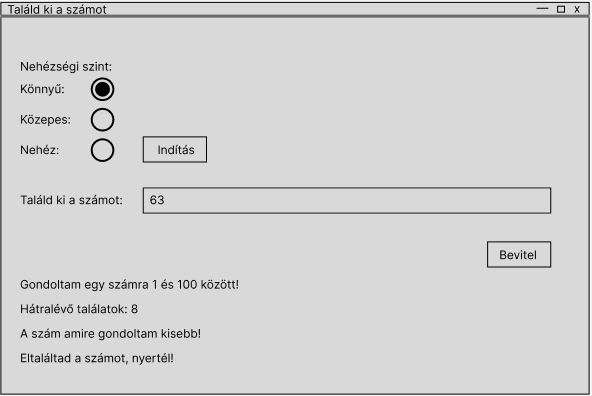 Találd ki a számot
Nehézségi szint:
Könnyű:
Közepes:
Nehéz:
Indítás
Találd ki a számot:
63
Bevitel
Gondoltam egy számra 1 és 100 között!
Hátralévő találatok: 8
A szám amire gondoltam kisebb!
Eltaláltad a számot, nyertél!